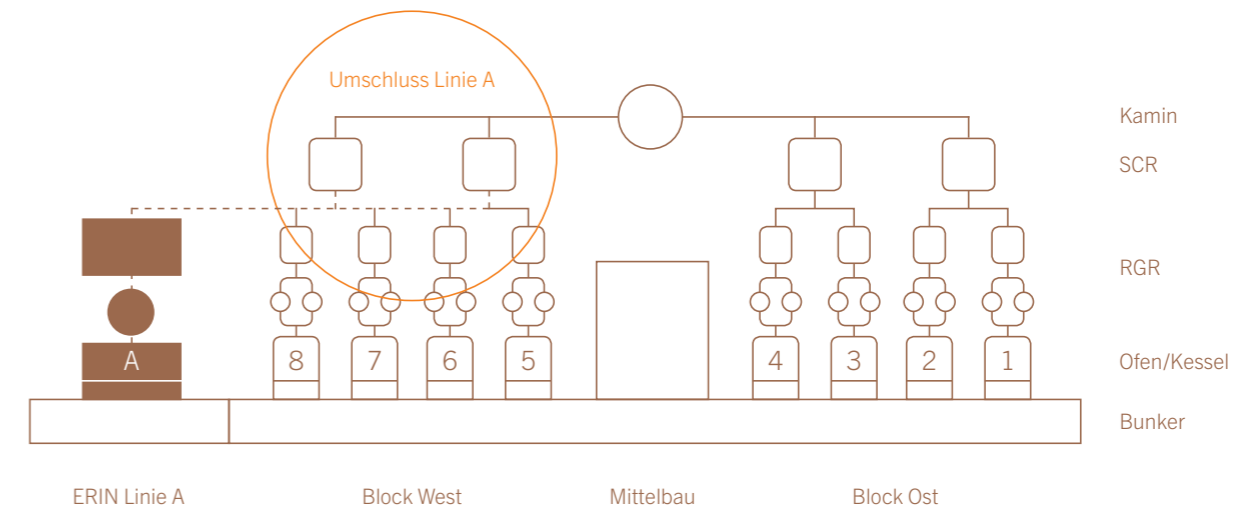 Umschluss Linie A
Kamin
SCR
RGR
A
8
7
6
5
4
3
2
1
Ofen/Kessel
Bunker
ERIN Linie A
Block West
Mittelbau
Block Ost